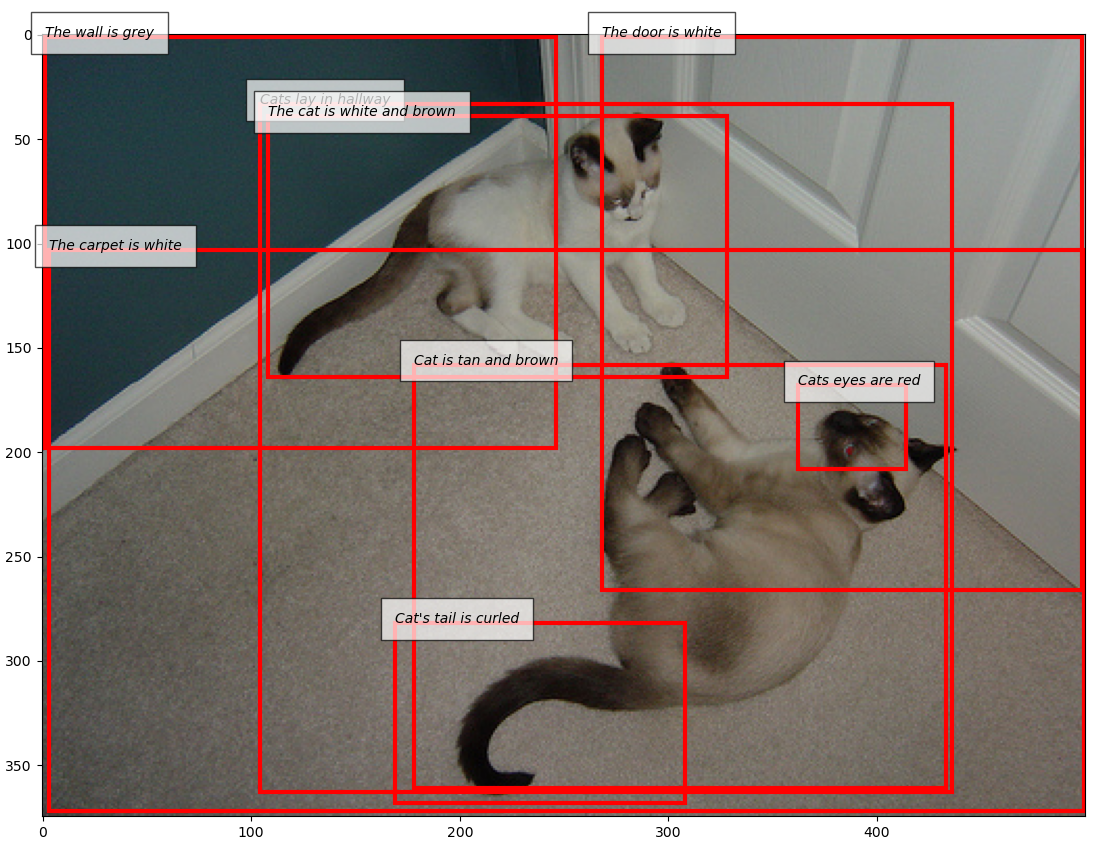 The wall is grey
The door is white
Cats lay in hallway
The cat is white and brown
The carpet is white
Cat is tan and brown
Cats eyes are red
Cat's tail is curled
0
50
100
150
200
250
300
350
0
100
200
300
400